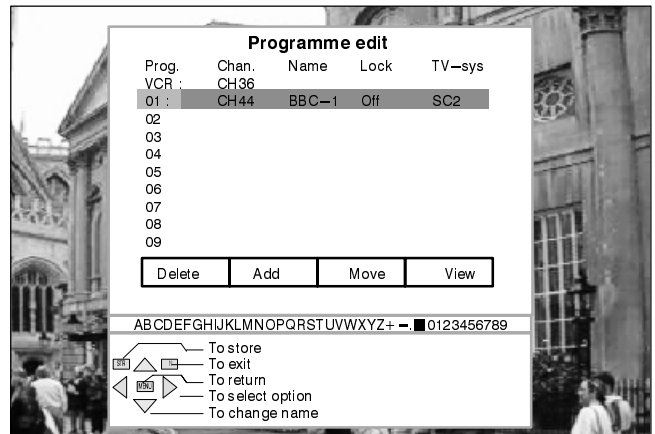 Programme edit
Prog. Chan. Name Lock TV-sys
VCR : CH36
01 : CH44 BBC-1 Off SC2
02
03
04
05
06
07
08
09
Delete Add Move View
ABCDEFGHIJKLMNOPQRSTUVWXYZ+ -. ■ 0123456789
To store
STR N To exit
MENU To return
To select option
To change name